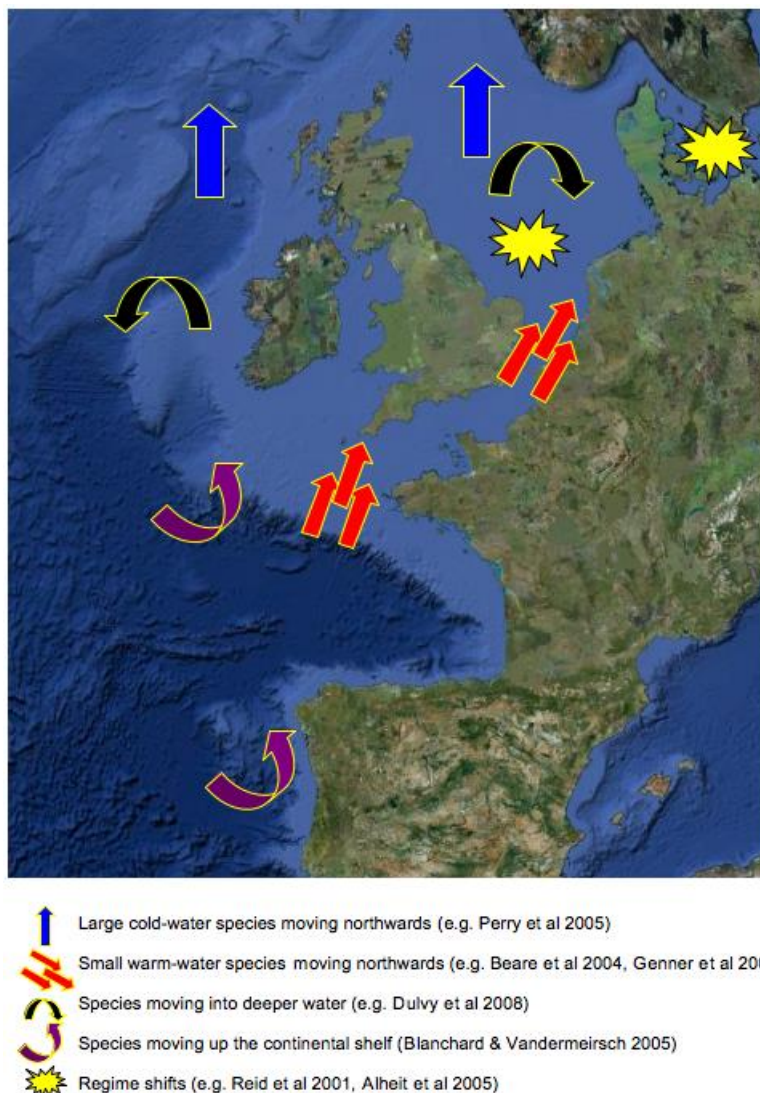 Large cold-water species moving northwards (e.g. Perry et al 2005)
Small warm-water species moving northwards (e.g. Beare et al 2004, Genner et al 200
Species moving into deeper water (e.g. Dulvy et al 2008)
Species moving up the continental shelf (Blanchard & Vandermeirsch 2005)
Regime shifts (e.g. Reid et al 2001, Alheit et al 2005)